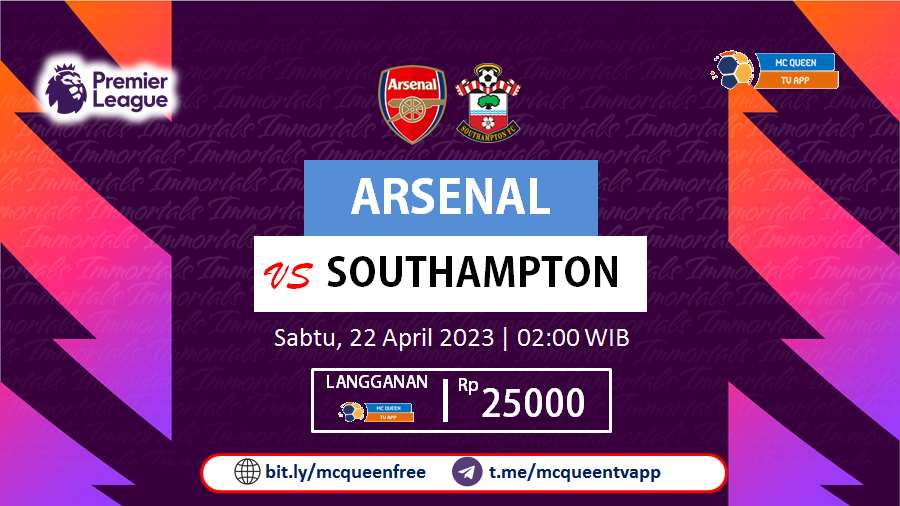 Premier
League
MC QUEEN
TV APP
Arsenal
SOUTHAMPTON FC
ARSENAL
VS SOUTHAMPTON
Sabtu, 22 April 2023 | 02:00 WIB
LANGGANAN
MC QUEEN
TV APP
Rp 25000
bit.ly/mcqueenfree
t.me/mcqueentvapp
Immortals